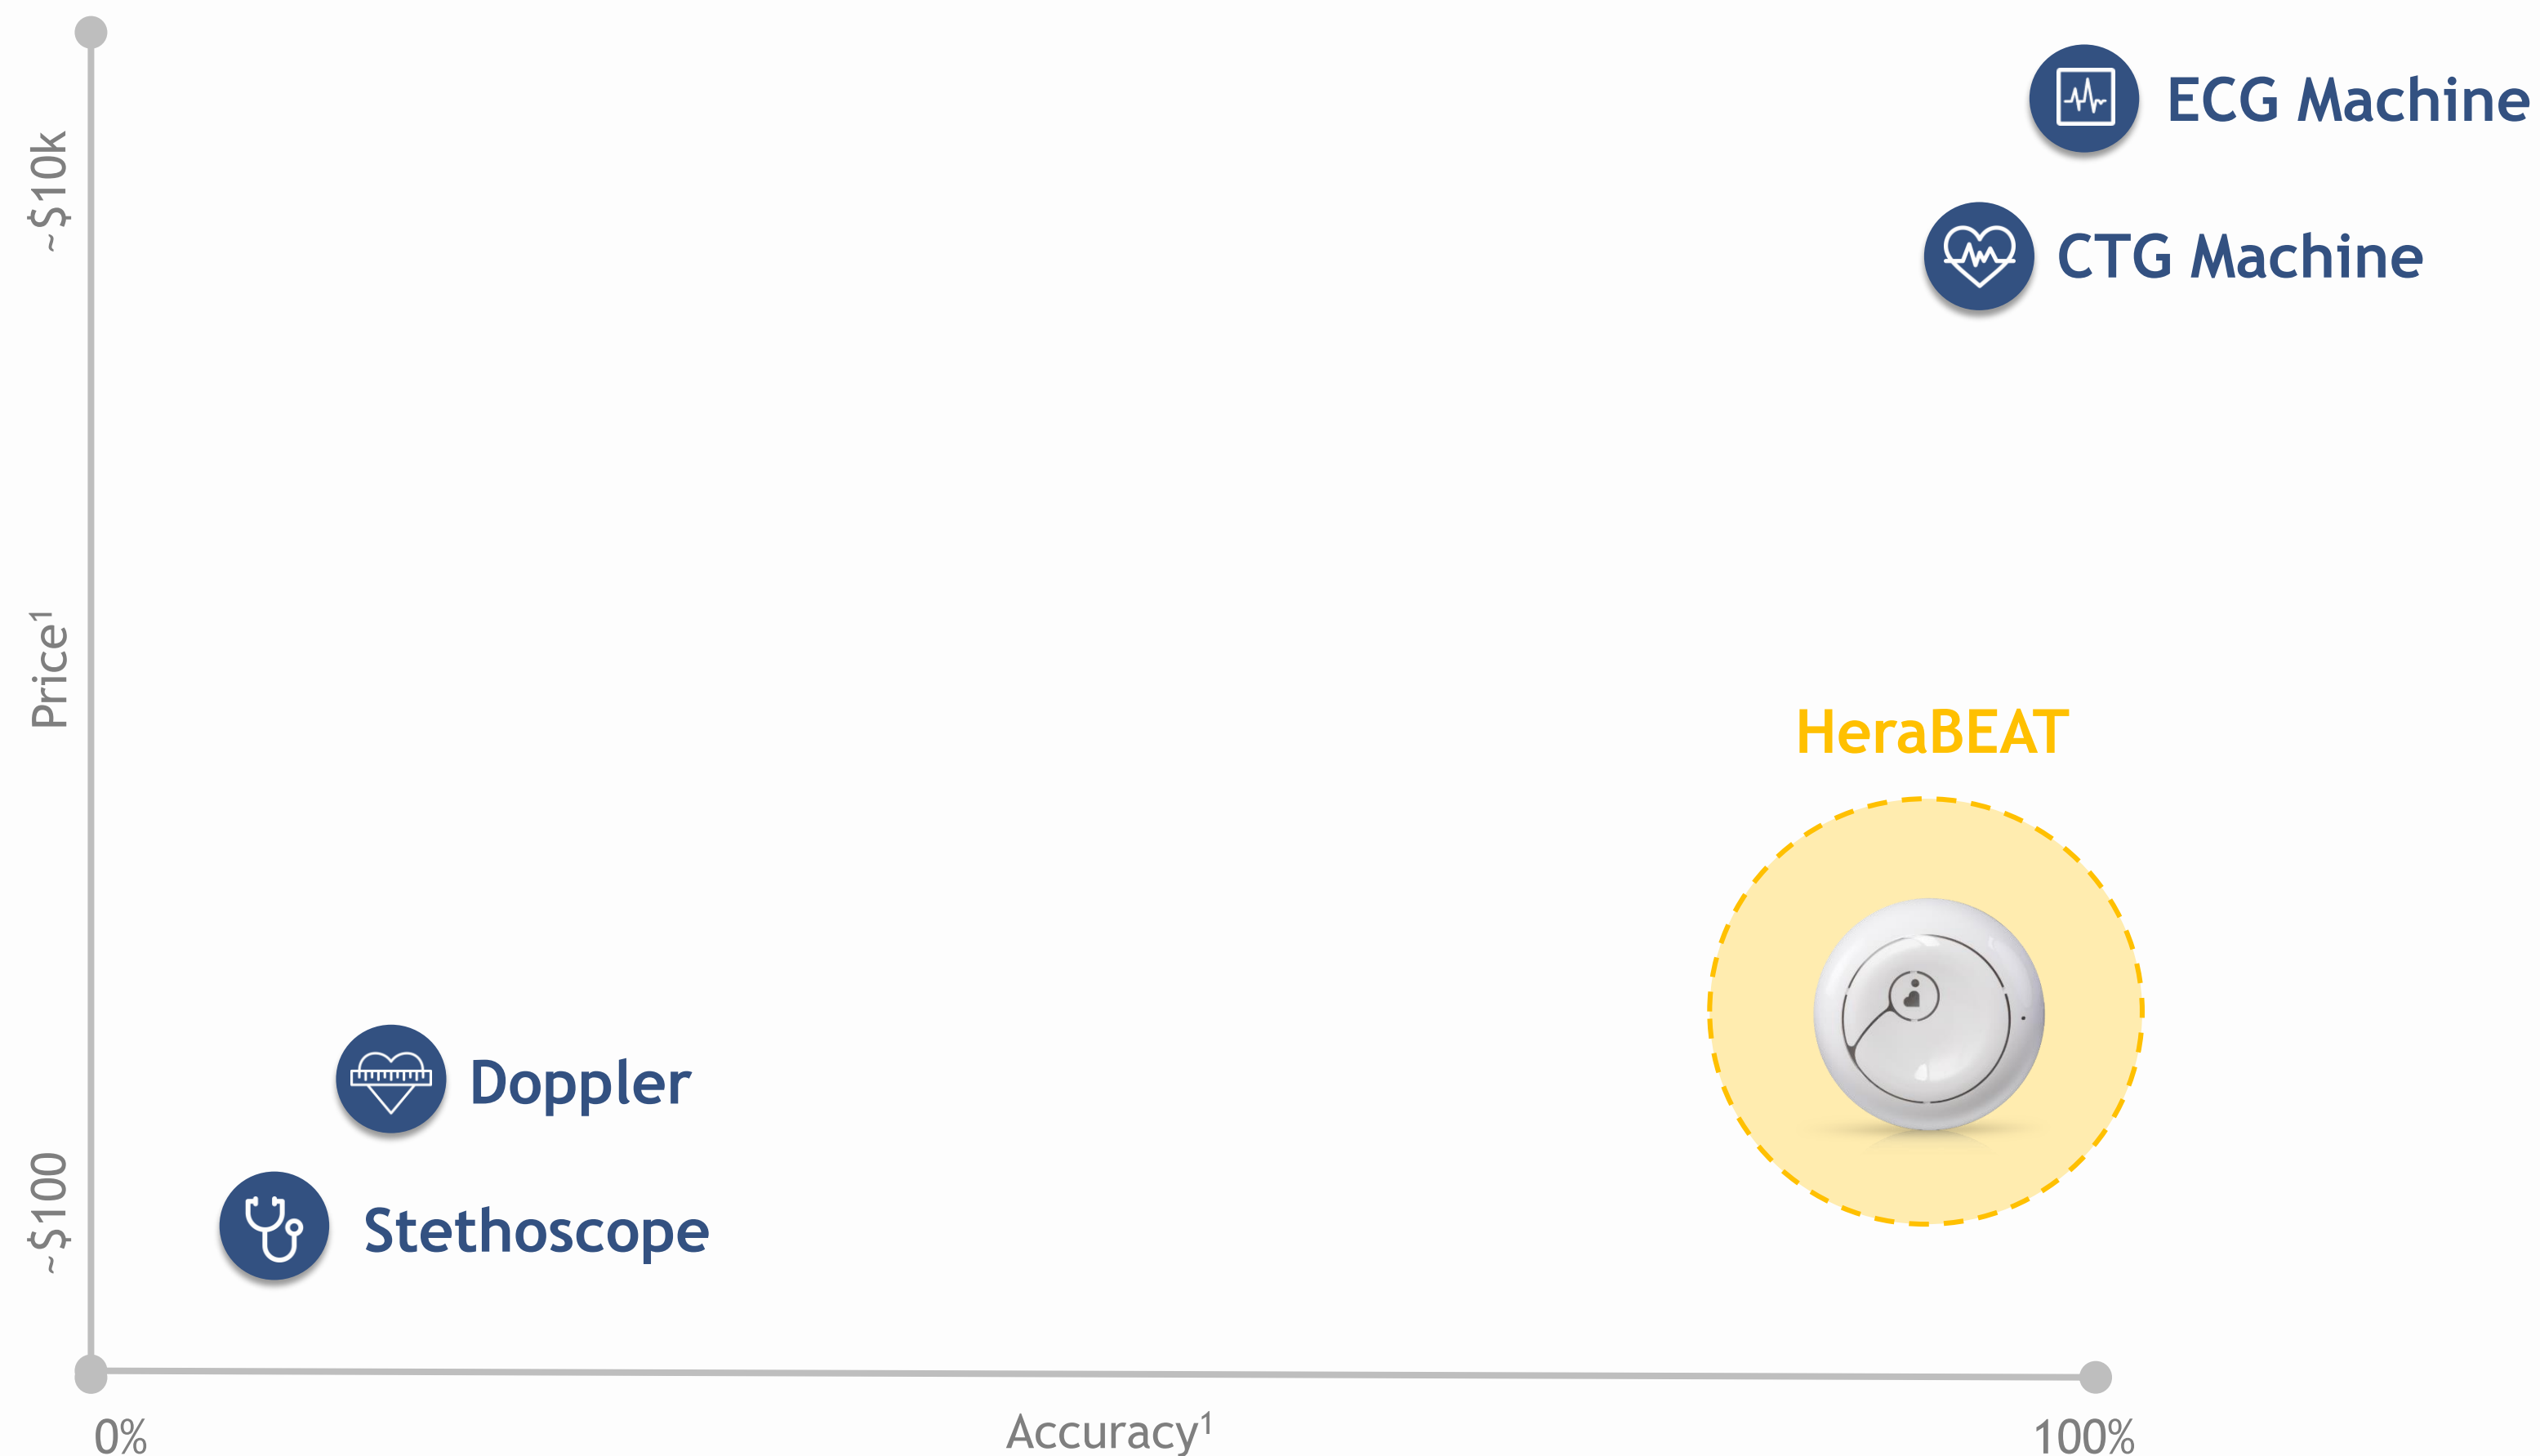 ~$10k
ECG Machine
CTG Machine
Price¹
HeraBEAT
Doppler
~$100
Stethoscope
0%
Accuracy¹
100%